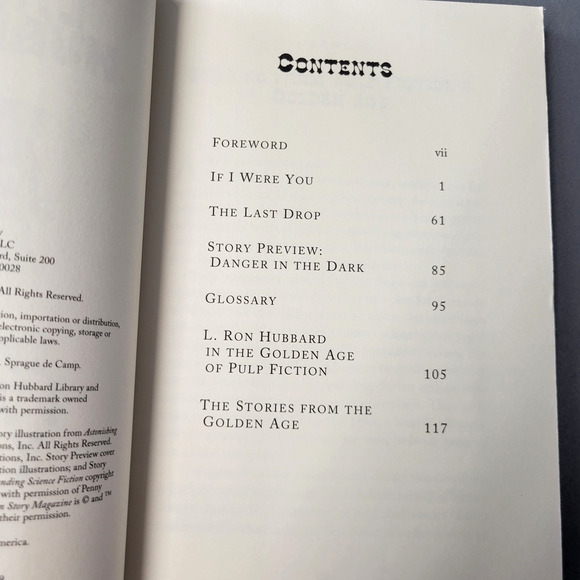 LC
rd, Suite 200
0028
All Rights Reserved.
ion, importation or distribution,
electronic copying, storage or
pplicable laws.
. Sprague de Camp.
on Hubbard Library and
is a trademark owned
with permission.
ory illustration from Astonishing
ons, Inc. All Rights Reserved.
tions, Inc. Story Preview cover
tion illustrations; and Story
nding Science Fiction copyright
with permission of Penny
n Story Magazine is © and ™
their permission.
merica.
CONTENTS
FOREWORD vii
IF I WERE YOU 1
THE LAST DROP 61
STORY PREVIEW:
DANGER IN THE DARK 85
GLOSSARY 95
L. RON HUBBARD
IN THE GOLDEN AGE
OF PULP FICTION 105
THE STORIES FROM THE
GOLDEN AGE 117